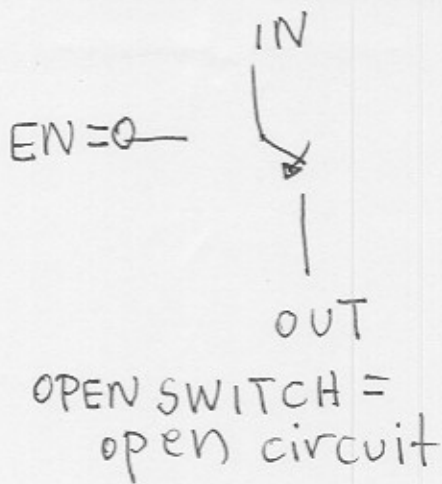 IN
EN=0
OUT
OPEN SWITCH =
open circuit